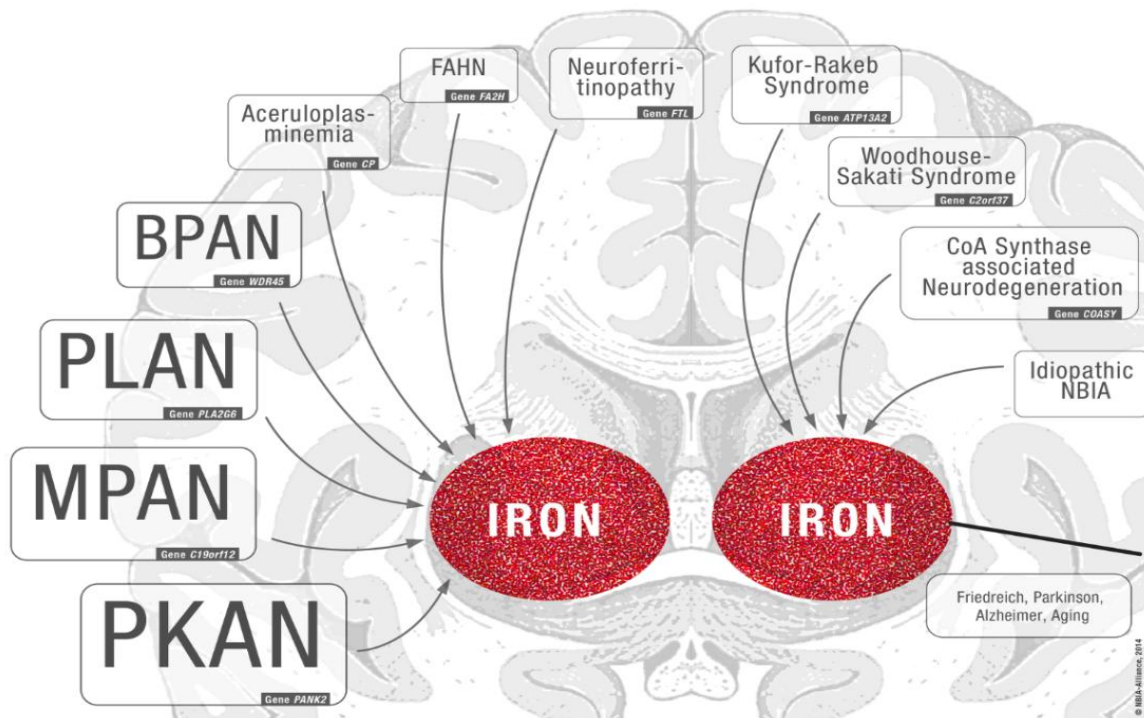 FAHN
Gene FA2H
Neuroferri-
tinopathy
Gene FTL
Kufor-Rakeb
Syndrome
Gene ATP13A2
Aceruloplas-
minemia
Gene CP
Woodhouse-
Sakati Syndrome
Gene C2orf37
BPAN
Gene WDR45
CoA Synthase
associated
Neurodegeneration
Gene COASY
PLAN
Gene PLA2G6
Idiopathic
NBIA
MPAN
Gene C19orf12
IRON
IRON
PKAN
Gene PANK2
Friedreich, Parkinson,
Alzheimer, Aging
© NBIA-Alliance, 2014